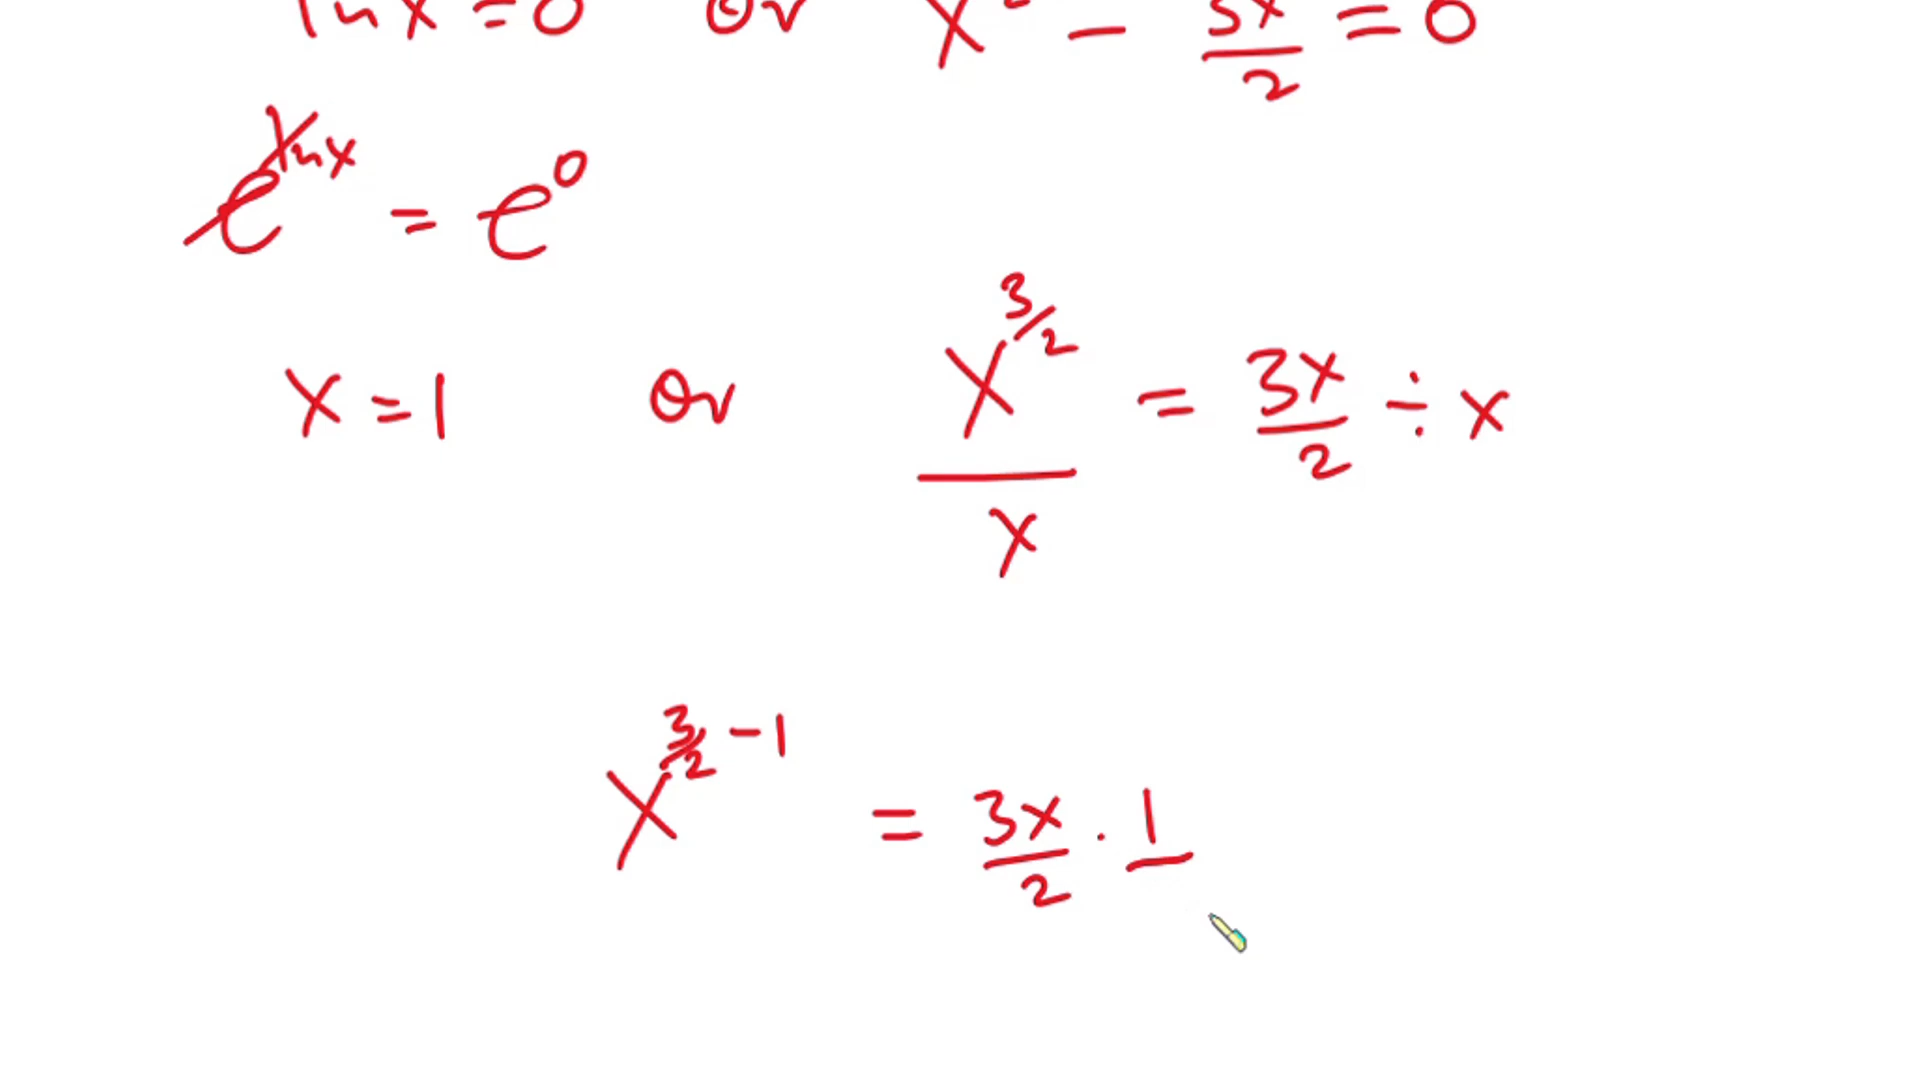 ln x = 0 or x - 3x/2 = 0
e^(ln x) = e^0
x = 1 or x^(3/2)/x = 3x/2 ÷ x
x^(3/2 - 1) = 3x/2 · 1